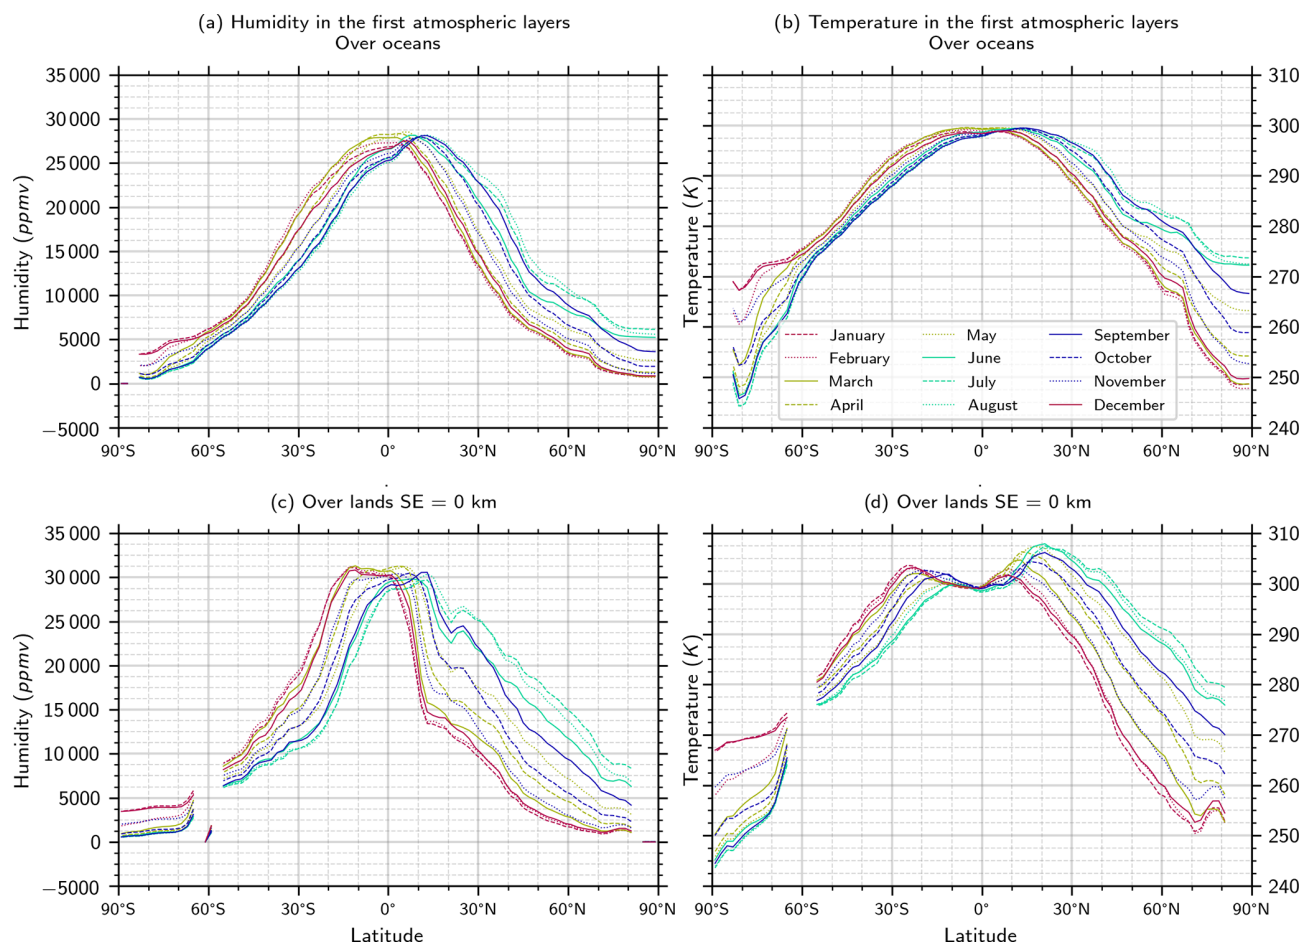 (a) Humidity in the first atmospheric layers
Over oceans
(b) Temperature in the first atmospheric layers
Over oceans
35 000
30 000
25 000
20 000
15 000
10 000
5000
0
−5000
Humidity (ppmv)
90°S
60°S
30°S
0°
30°N
60°N
90°N
Temperature (K)
310
300
290
280
270
260
250
240
90°S
60°S
30°S
0°
30°N
60°N
90°N
January
February
March
April
May
June
July
August
September
October
November
December
(c) Over lands SE = 0 km
(d) Over lands SE = 0 km
35 000
30 000
25 000
20 000
15 000
10 000
5000
0
−5000
Humidity (ppmv)
90°S
60°S
30°S
0°
30°N
60°N
90°N
Latitude
Temperature (K)
310
300
290
280
270
260
250
240
90°S
60°S
30°S
0°
30°N
60°N
90°N
Latitude